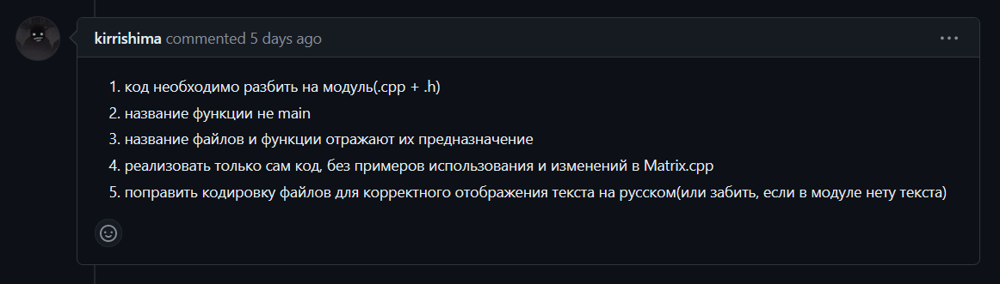 kirrishima commented 5 days ago
1. код необходимо разбить на модуль(.cpp + .h)
2. название функции не main
3. название файлов и функции отражают их предназначение
4. реализовать только сам код, без примеров использования и изменений в Matrix.cpp
5. поправить кодировку файлов для корректного отображения текста на русском(или забить, если в модуле нету текста)